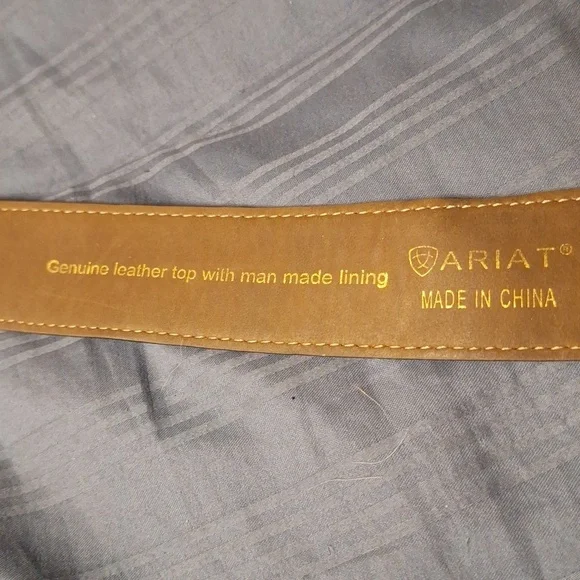 Genuine leather top with man made lining
ARIAT®
MADE IN CHINA